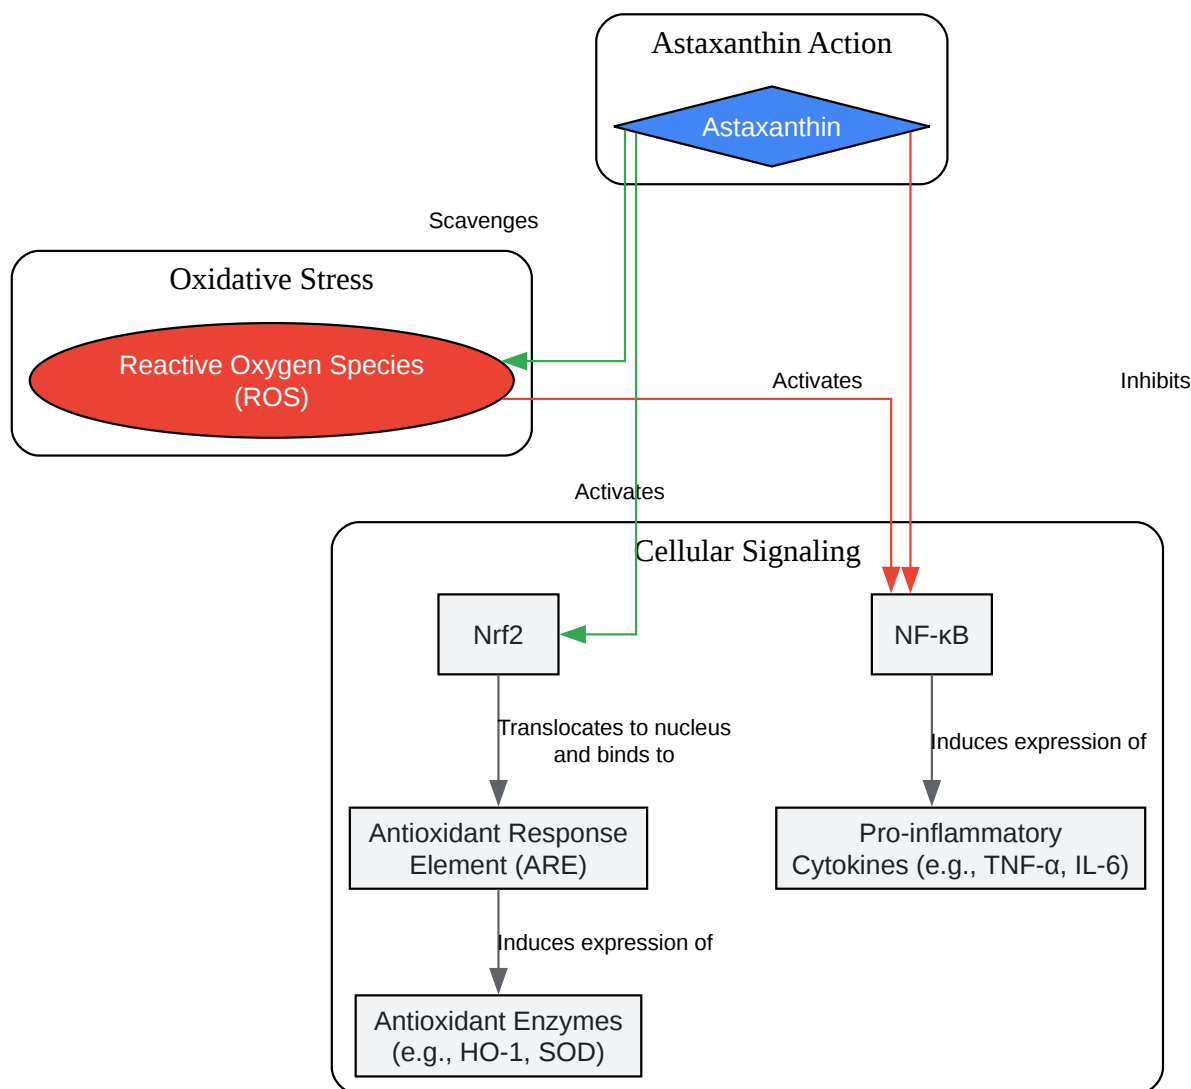 Astaxanthin Action
Astaxanthin
Scavenges
Oxidative Stress
Reactive Oxygen Species
(ROS)
Activates
Inhibits
Activates
Cellular Signaling
Nrf2
NF-κB
Translocates to nucleus
and binds to
Induces expression of
Antioxidant Response
Element (ARE)
Pro-inflammatory
Cytokines (e.g., TNF-α, IL-6)
Induces expression of
Antioxidant Enzymes
(e.g., HO-1, SOD)